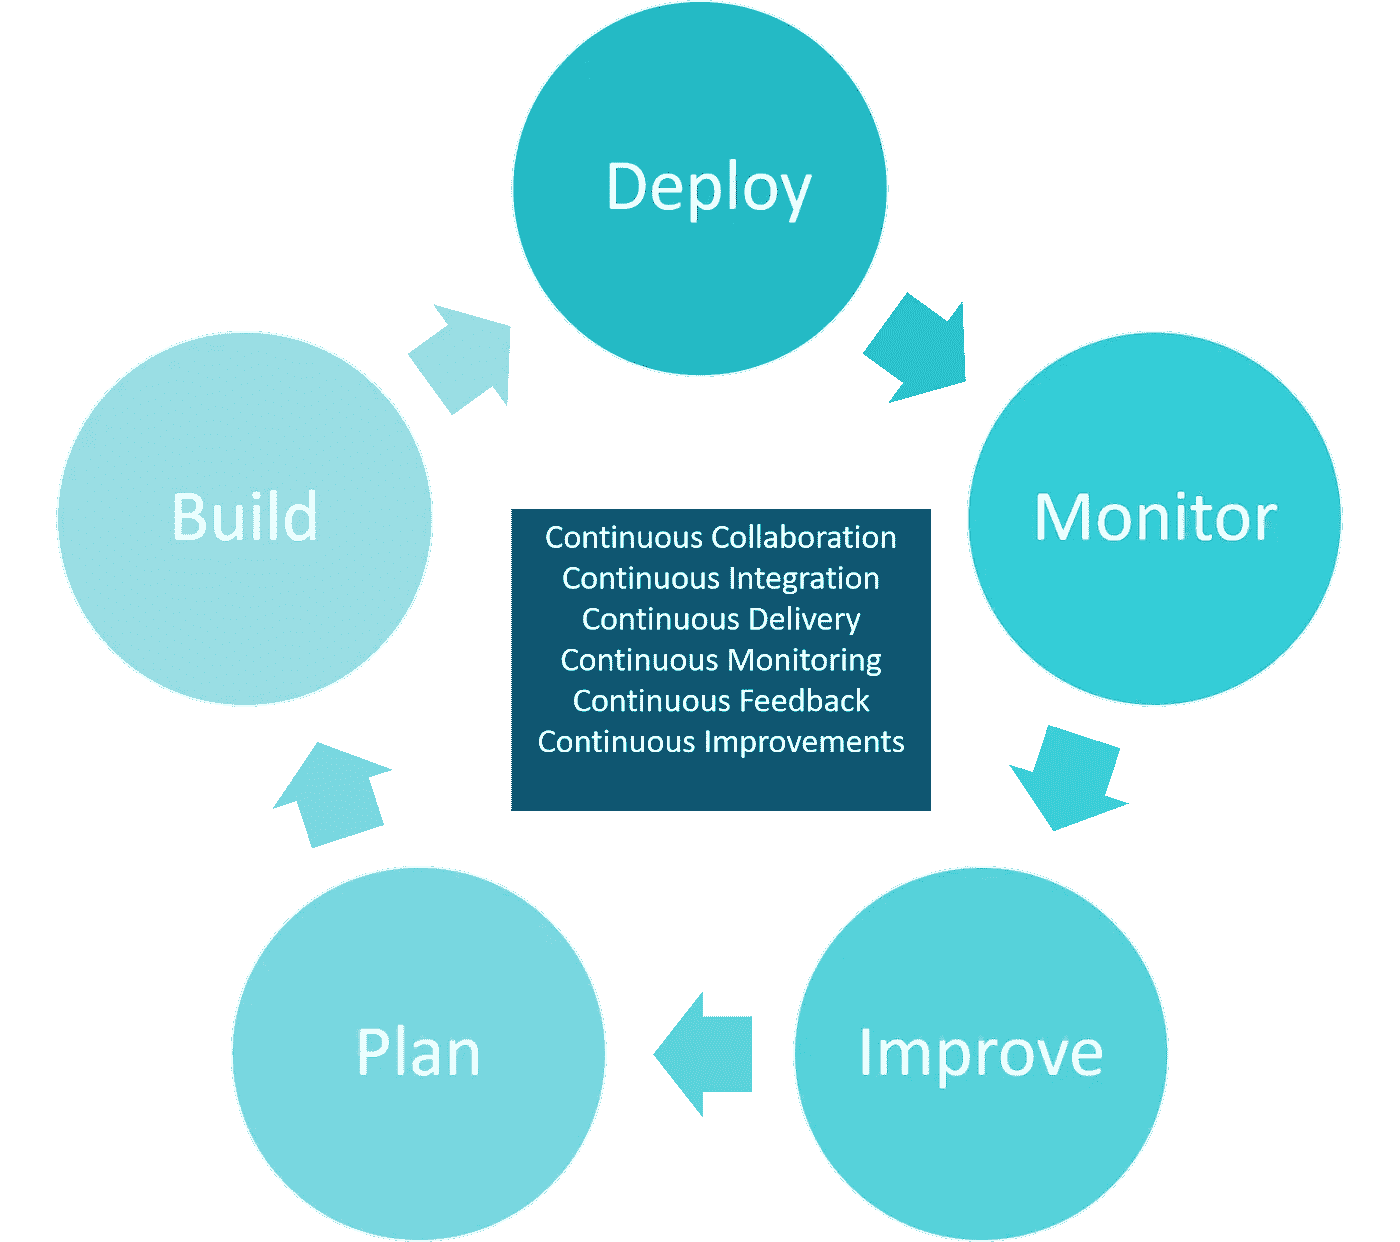 Deploy
Build
Monitor
Continuous Collaboration
Continuous Integration
Continuous Delivery
Continuous Monitoring
Continuous Feedback
Continuous Improvements
Plan
Improve